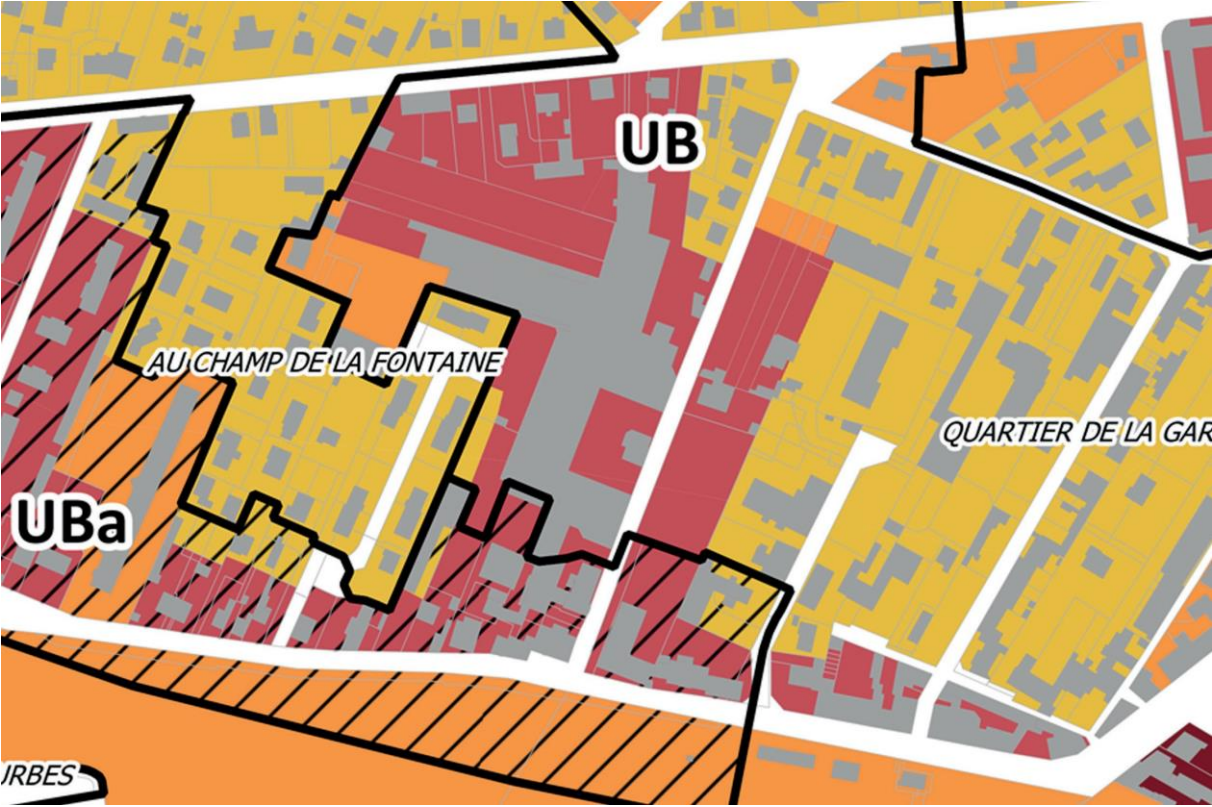 UB
AU CHAMP DE LA FONTAINE
QUARTIER DE LA GAR
UBa
URBES